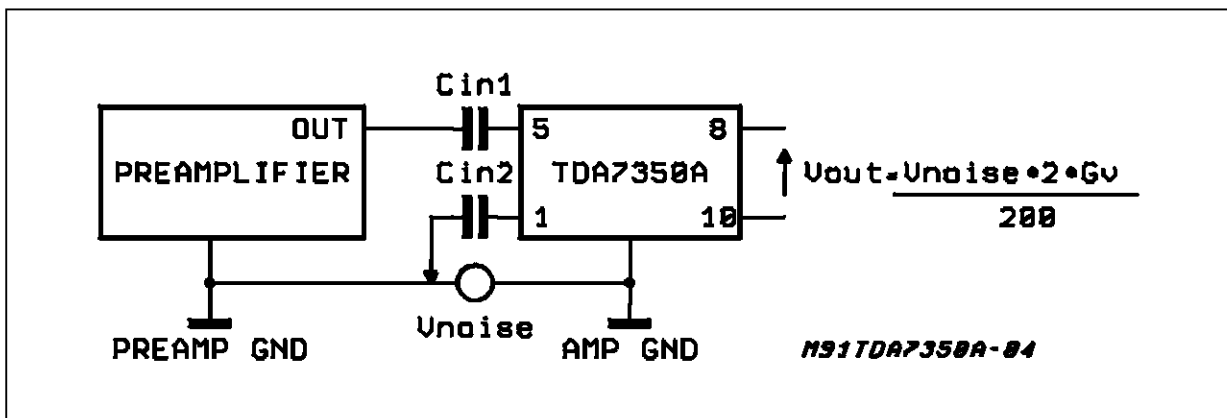 Cin1
OUT
5
8
PREAMPLIFIER
Cin2
TDA7350A
Vout=Vnoise•2•Gv
1
10
200
Vnoise
PREAMP GND
AMP GND
M91TDA7350A-04